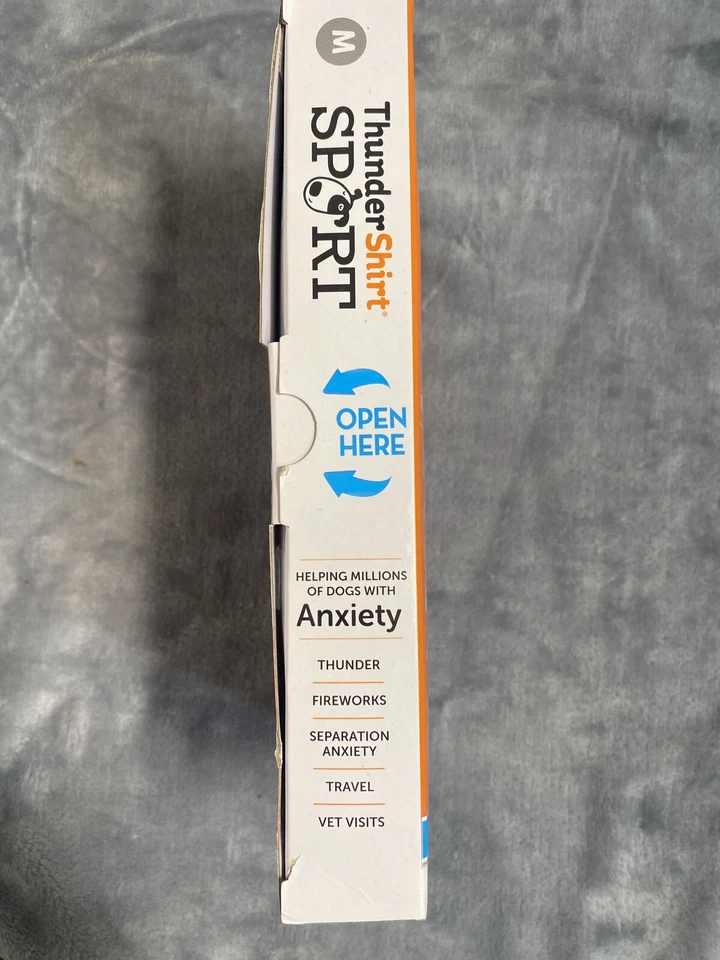 M
ThunderShirt®
SPORT
OPEN
HERE
HELPING MILLIONS
OF DOGS WITH
Anxiety
THUNDER
FIREWORKS
SEPARATION
ANXIETY
TRAVEL
VET VISITS